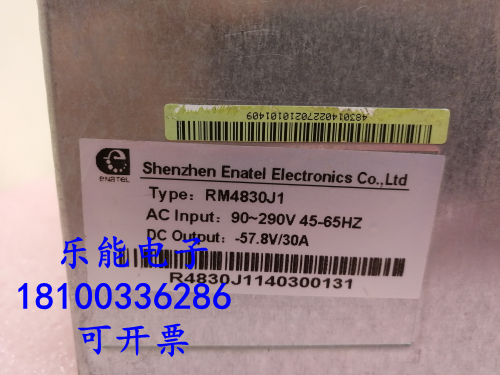 48301402270210101409
enatel
Shenzhen Enatel Electronics Co.,Ltd
Type: RM4830J1
AC Input: 90~290V 45-65HZ
DC Output: -57.8V/30A
R4830J1140300131
乐能电子
18100336286
可开票